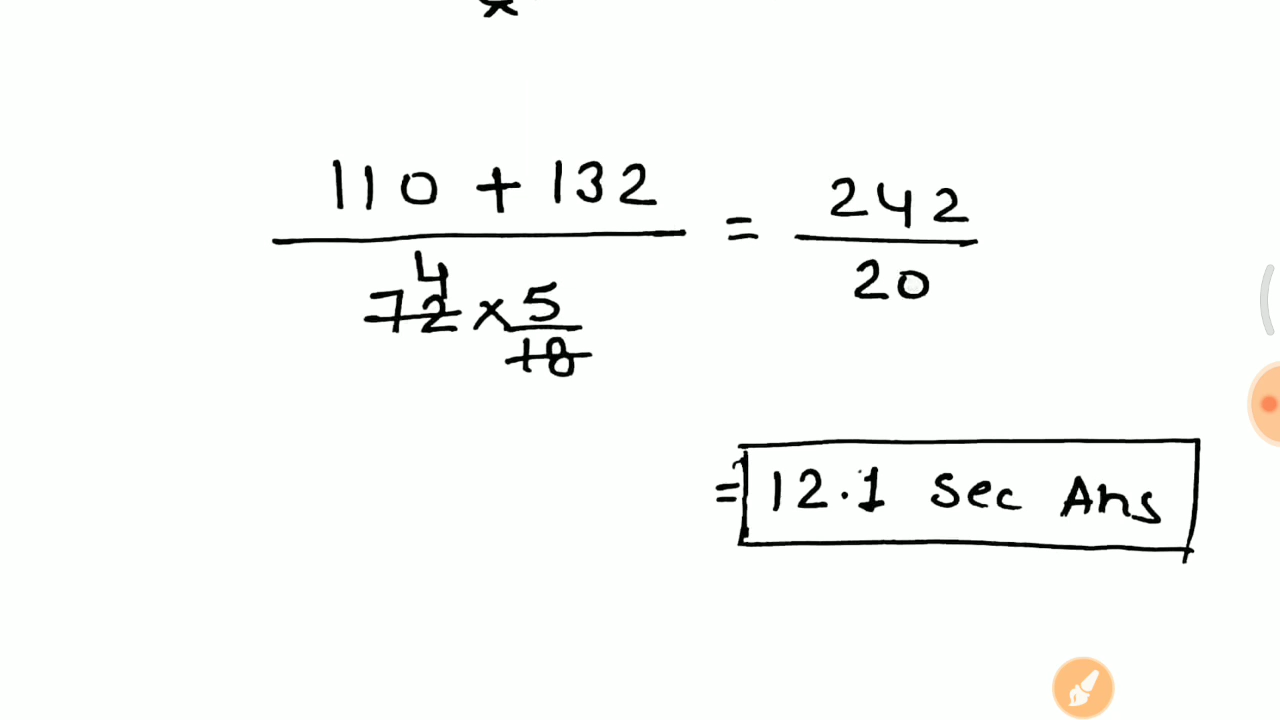 110 + 132 = 242
72 4 × 5 20
18
= 12.1 Sec Ans